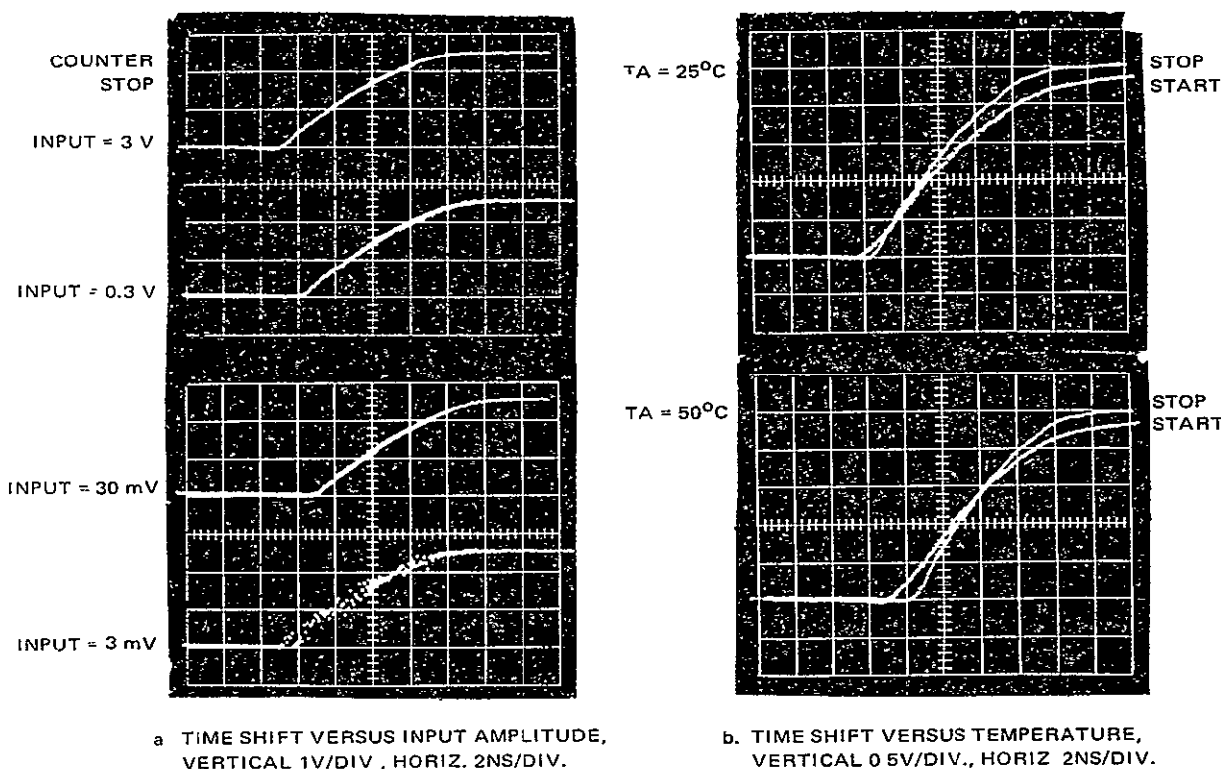 COUNTER
STOP
INPUT = 3 V
INPUT = 0.3 V
INPUT = 30 mV
INPUT = 3 mV
TA = 25°C
STOP
START
TA = 50°C
STOP
START
a TIME SHIFT VERSUS INPUT AMPLITUDE,
VERTICAL 1V/DIV , HORIZ. 2NS/DIV.
b. TIME SHIFT VERSUS TEMPERATURE,
VERTICAL 0 5V/DIV., HORIZ 2NS/DIV.